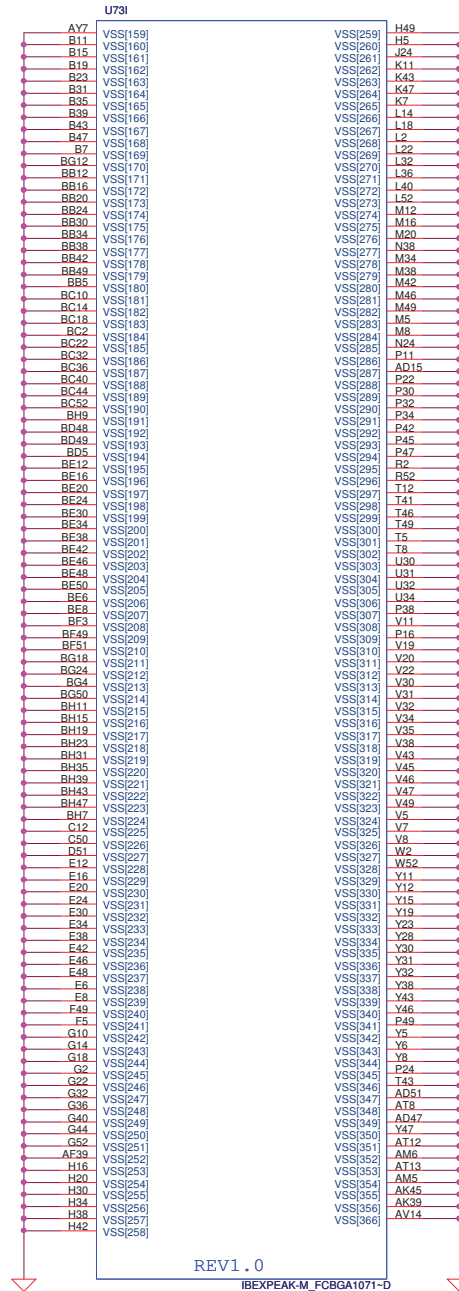 U73I
AY7 VSS[159] VSS[259] H49
B11 VSS[160] VSS[260] H5
B15 VSS[161] VSS[261] J24
B19 VSS[162] VSS[262] K11
B23 VSS[163] VSS[263] K43
B31 VSS[164] VSS[264] K47
B35 VSS[165] VSS[265] K7
B39 VSS[166] VSS[266] L14
B43 VSS[167] VSS[267] L18
B47 VSS[168] VSS[268] L2
B7 VSS[169] VSS[269] L22
BG12 VSS[170] VSS[270] L32
BB12 VSS[171] VSS[271] L36
BB16 VSS[172] VSS[272] L40
BB20 VSS[173] VSS[273] L52
BB24 VSS[174] VSS[274] M12
BB30 VSS[175] VSS[275] M16
BB34 VSS[176] VSS[276] M20
BB38 VSS[177] VSS[277] N38
BB42 VSS[178] VSS[278] M34
BB49 VSS[179] VSS[279] M38
BB5 VSS[180] VSS[280] M42
BC10 VSS[181] VSS[281] M46
BC14 VSS[182] VSS[282] M49
BC18 VSS[183] VSS[283] M5
BC2 VSS[184] VSS[284] M8
BC22 VSS[185] VSS[285] N24
BC32 VSS[186] VSS[286] P11
BC36 VSS[187] VSS[287] AD15
BC40 VSS[188] VSS[288] P22
BC44 VSS[189] VSS[289] P30
BC52 VSS[190] VSS[290] P32
BH9 VSS[191] VSS[291] P34
BD48 VSS[192] VSS[292] P42
BD49 VSS[193] VSS[293] P45
BD5 VSS[194] VSS[294] P47
BE12 VSS[195] VSS[295] R2
BE16 VSS[196] VSS[296] R52
BE20 VSS[197] VSS[297] T12
BE24 VSS[198] VSS[298] T41
BE30 VSS[199] VSS[299] T46
BE34 VSS[200] VSS[300] T49
BE38 VSS[201] VSS[301] T5
BE42 VSS[202] VSS[302] T8
BE46 VSS[203] VSS[303] U30
BE48 VSS[204] VSS[304] U31
BE50 VSS[205] VSS[305] U32
BE6 VSS[206] VSS[306] U34
BE8 VSS[207] VSS[307] P38
BF3 VSS[208] VSS[308] V11
BF49 VSS[209] VSS[309] P16
BF51 VSS[210] VSS[310] V19
BG18 VSS[211] VSS[311] V20
BG24 VSS[212] VSS[312] V22
BG4 VSS[213] VSS[313] V30
BG50 VSS[214] VSS[314] V31
BH11 VSS[215] VSS[315] V32
BH15 VSS[216] VSS[316] V34
BH19 VSS[217] VSS[317] V35
BH23 VSS[218] VSS[318] V38
BH31 VSS[219] VSS[319] V43
BH35 VSS[220] VSS[320] V45
BH39 VSS[221] VSS[321] V46
BH43 VSS[222] VSS[322] V47
BH47 VSS[223] VSS[323] V49
BH7 VSS[224] VSS[324] V5
C12 VSS[225] VSS[325] V7
C50 VSS[226] VSS[326] V8
D51 VSS[227] VSS[327] W2
E12 VSS[228] VSS[328] W52
E16 VSS[229] VSS[329] Y11
E20 VSS[230] VSS[330] Y12
E24 VSS[231] VSS[331] Y15
E30 VSS[232] VSS[332] Y19
E34 VSS[233] VSS[333] Y23
E38 VSS[234] VSS[334] Y28
E42 VSS[235] VSS[335] Y30
E46 VSS[236] VSS[336] Y31
E48 VSS[237] VSS[337] Y32
E6 VSS[238] VSS[338] Y38
E8 VSS[239] VSS[339] Y43
F49 VSS[240] VSS[340] Y46
F5 VSS[241] VSS[341] P49
G10 VSS[242] VSS[342] Y5
G14 VSS[243] VSS[343] Y6
G18 VSS[244] VSS[344] Y8
G2 VSS[245] VSS[345] P24
G22 VSS[246] VSS[346] T43
G32 VSS[247] VSS[347] AD51
G36 VSS[248] VSS[348] AT8
G40 VSS[249] VSS[349] AD47
G44 VSS[250] VSS[350] Y47
G52 VSS[251] VSS[351] AT12
AF39 VSS[252] VSS[352] AM6
H16 VSS[253] VSS[353] AT13
H20 VSS[254] VSS[354] AM5
H30 VSS[255] VSS[355] AK45
H34 VSS[256] VSS[356] AK39
H38 VSS[257] VSS[366] AV14
H42 VSS[258]
REV1.0
IBEXPEAK-M_FCBGA1071~D